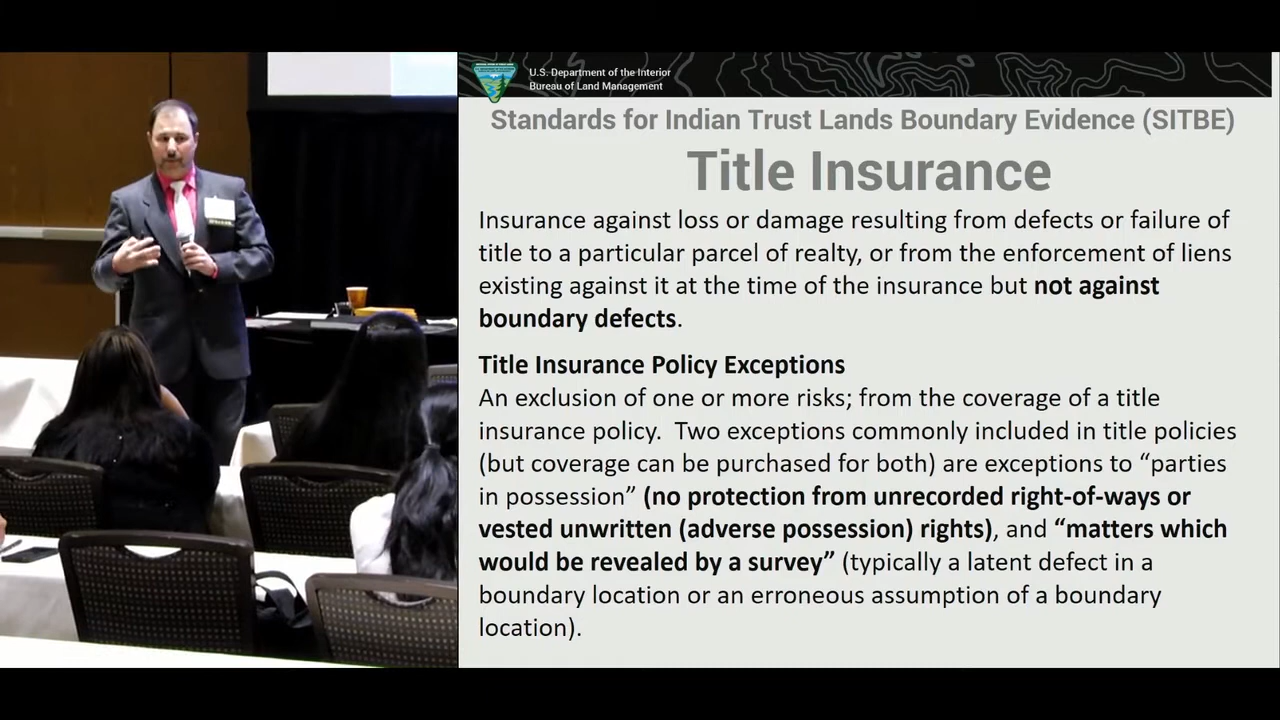 U.S. Department of the Interior
Bureau of Land Management
Standards for Indian Trust Lands Boundary Evidence (SITBE)
Title Insurance
Insurance against loss or damage resulting from defects or failure of
title to a particular parcel of realty, or from the enforcement of liens
existing against it at the time of the insurance but not against
boundary defects.
Title Insurance Policy Exceptions
An exclusion of one or more risks; from the coverage of a title
insurance policy.  Two exceptions commonly included in title policies
(but coverage can be purchased for both) are exceptions to “parties
in possession” (no protection from unrecorded right-of-ways or
vested unwritten (adverse possession) rights), and “matters which
would be revealed by a survey” (typically a latent defect in a
boundary location or an erroneous assumption of a boundary
location).